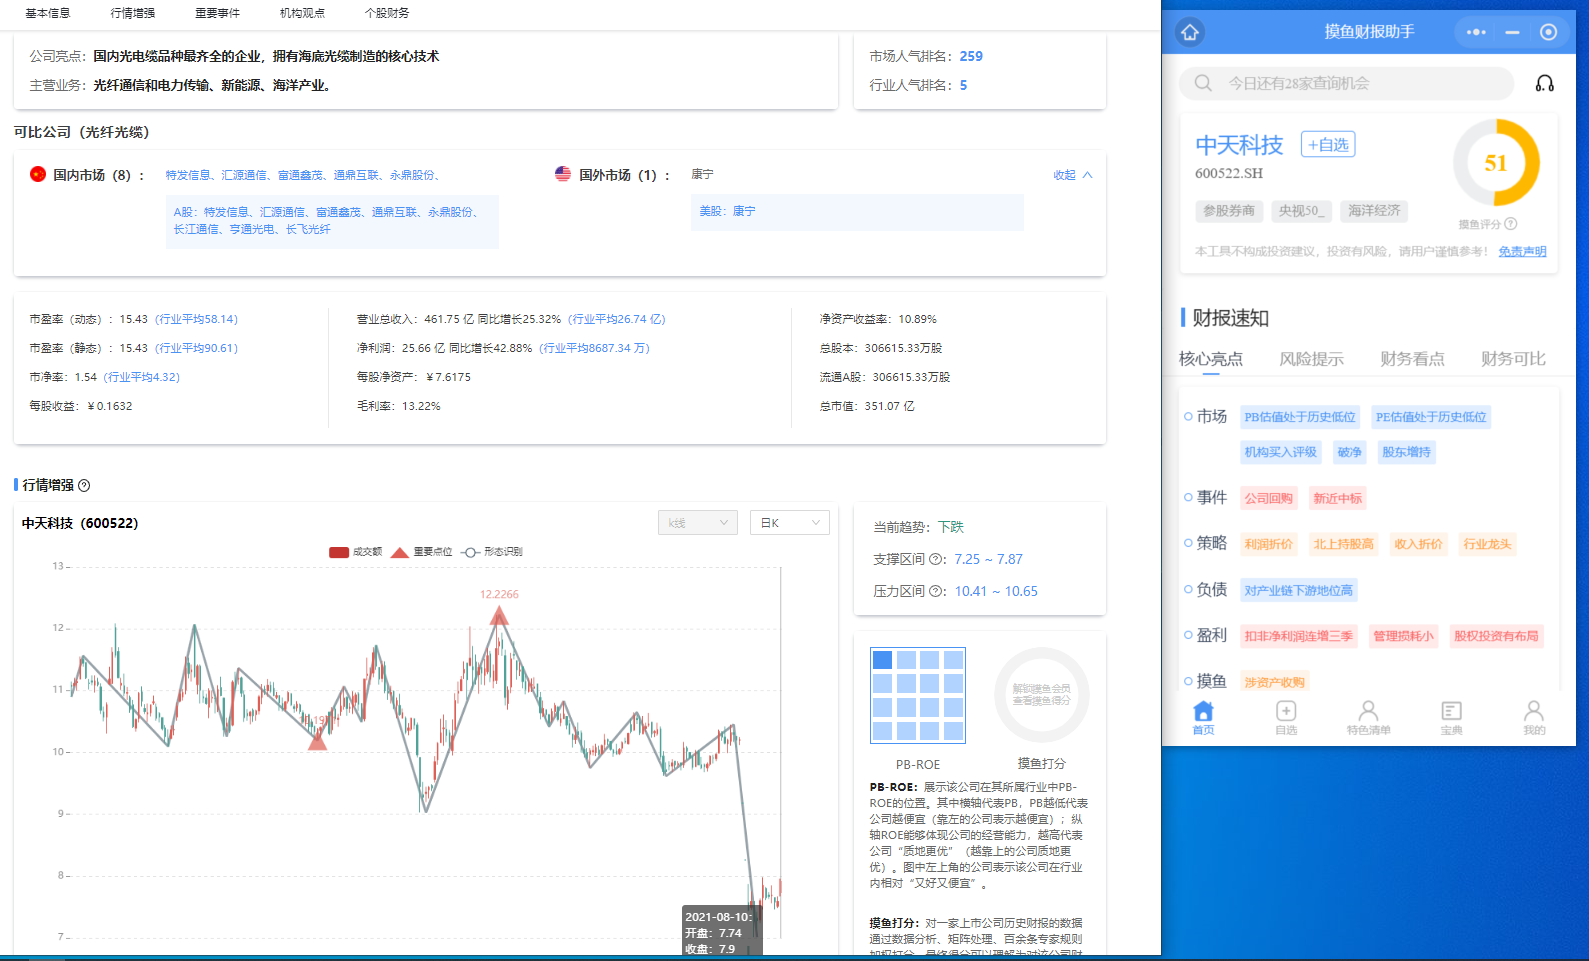 基本信息 行情增强 重要事件 机构观点 个股财务
公司亮点：国内光电缆品种最齐全的企业，拥有海底光缆制造的核心技术
主营业务：光纤通信和电力传输、新能源、海洋产业。
市场人气排名：259
行业人气排名：5
可比公司（光纤光缆）
国内市场（8）：
特发信息、汇源通信、富通鑫茂、通鼎互联、永鼎股份、
A股：特发信息、汇源通信、富通鑫茂、通鼎互联、永鼎股份、
长江通信、亨通光电、长飞光纤
国外市场（1）：
康宁
美股：康宁
收起
市盈率（动态）：15.43（行业平均58.14）
市盈率（静态）：15.43（行业平均90.61）
市净率：1.54（行业平均4.32）
每股收益：￥0.1632
营业总收入：461.75 亿 同比增长25.32%（行业平均26.74 亿）
净利润：25.66 亿 同比增长42.88%（行业平均8687.34 万）
每股净资产：￥7.6175
毛利率：13.22%
净资产收益率：10.89%
总股本：306615.33万股
流通A股：306615.33万股
总市值：351.07 亿
行情增强
中天科技（600522）
k线
日K
成交额 重要点位 形态识别
13
12
11
10
9
8
7
12.2266
2021-08-10:
开盘：7.74
收盘：7.9
当前趋势：下跌
支撑区间：7.25 ~ 7.87
压力区间：10.41 ~ 10.65
解锁摸鱼会员
查看摸鱼得分
PB-ROE
摸鱼打分
PB-ROE：展示该公司在其所属行业中PB-
ROE的位置。其中横轴代表PB，PB越低代表
公司越便宜（靠左的公司表示越便宜）；纵
轴ROE能够体现公司的经营能力，越高代表
公司“质地更优”（越靠上的公司质地更
优）。图中左上角的公司表示该公司在行业
内相对“又好又便宜”。
摸鱼打分：对一家上市公司历史财报的数据
通过数据分析、矩阵处理、百余条专家规则
加权打分，最终得分可以理解为对该公司财
摸鱼财报助手
今日还有28家查询机会
中天科技
+自选
600522.SH
参股券商 央视50_ 海洋经济
51
摸鱼评分
本工具不构成投资建议，投资有风险，请用户谨慎参考！ 免责声明
财报速知
核心亮点 风险提示 财务看点 财务可比
市场 PB估值处于历史低位 PE估值处于历史低位
机构买入评级 破净 股东增持
事件 公司回购 新近中标
策略 利润折价 北上持股高 收入折价 行业龙头
负债 对产业链下游地位高
盈利 扣非净利润连增三季 管理损耗小 股权投资有布局
摸鱼 涉资产收购
首页 自选 特色清单 宝典 我的